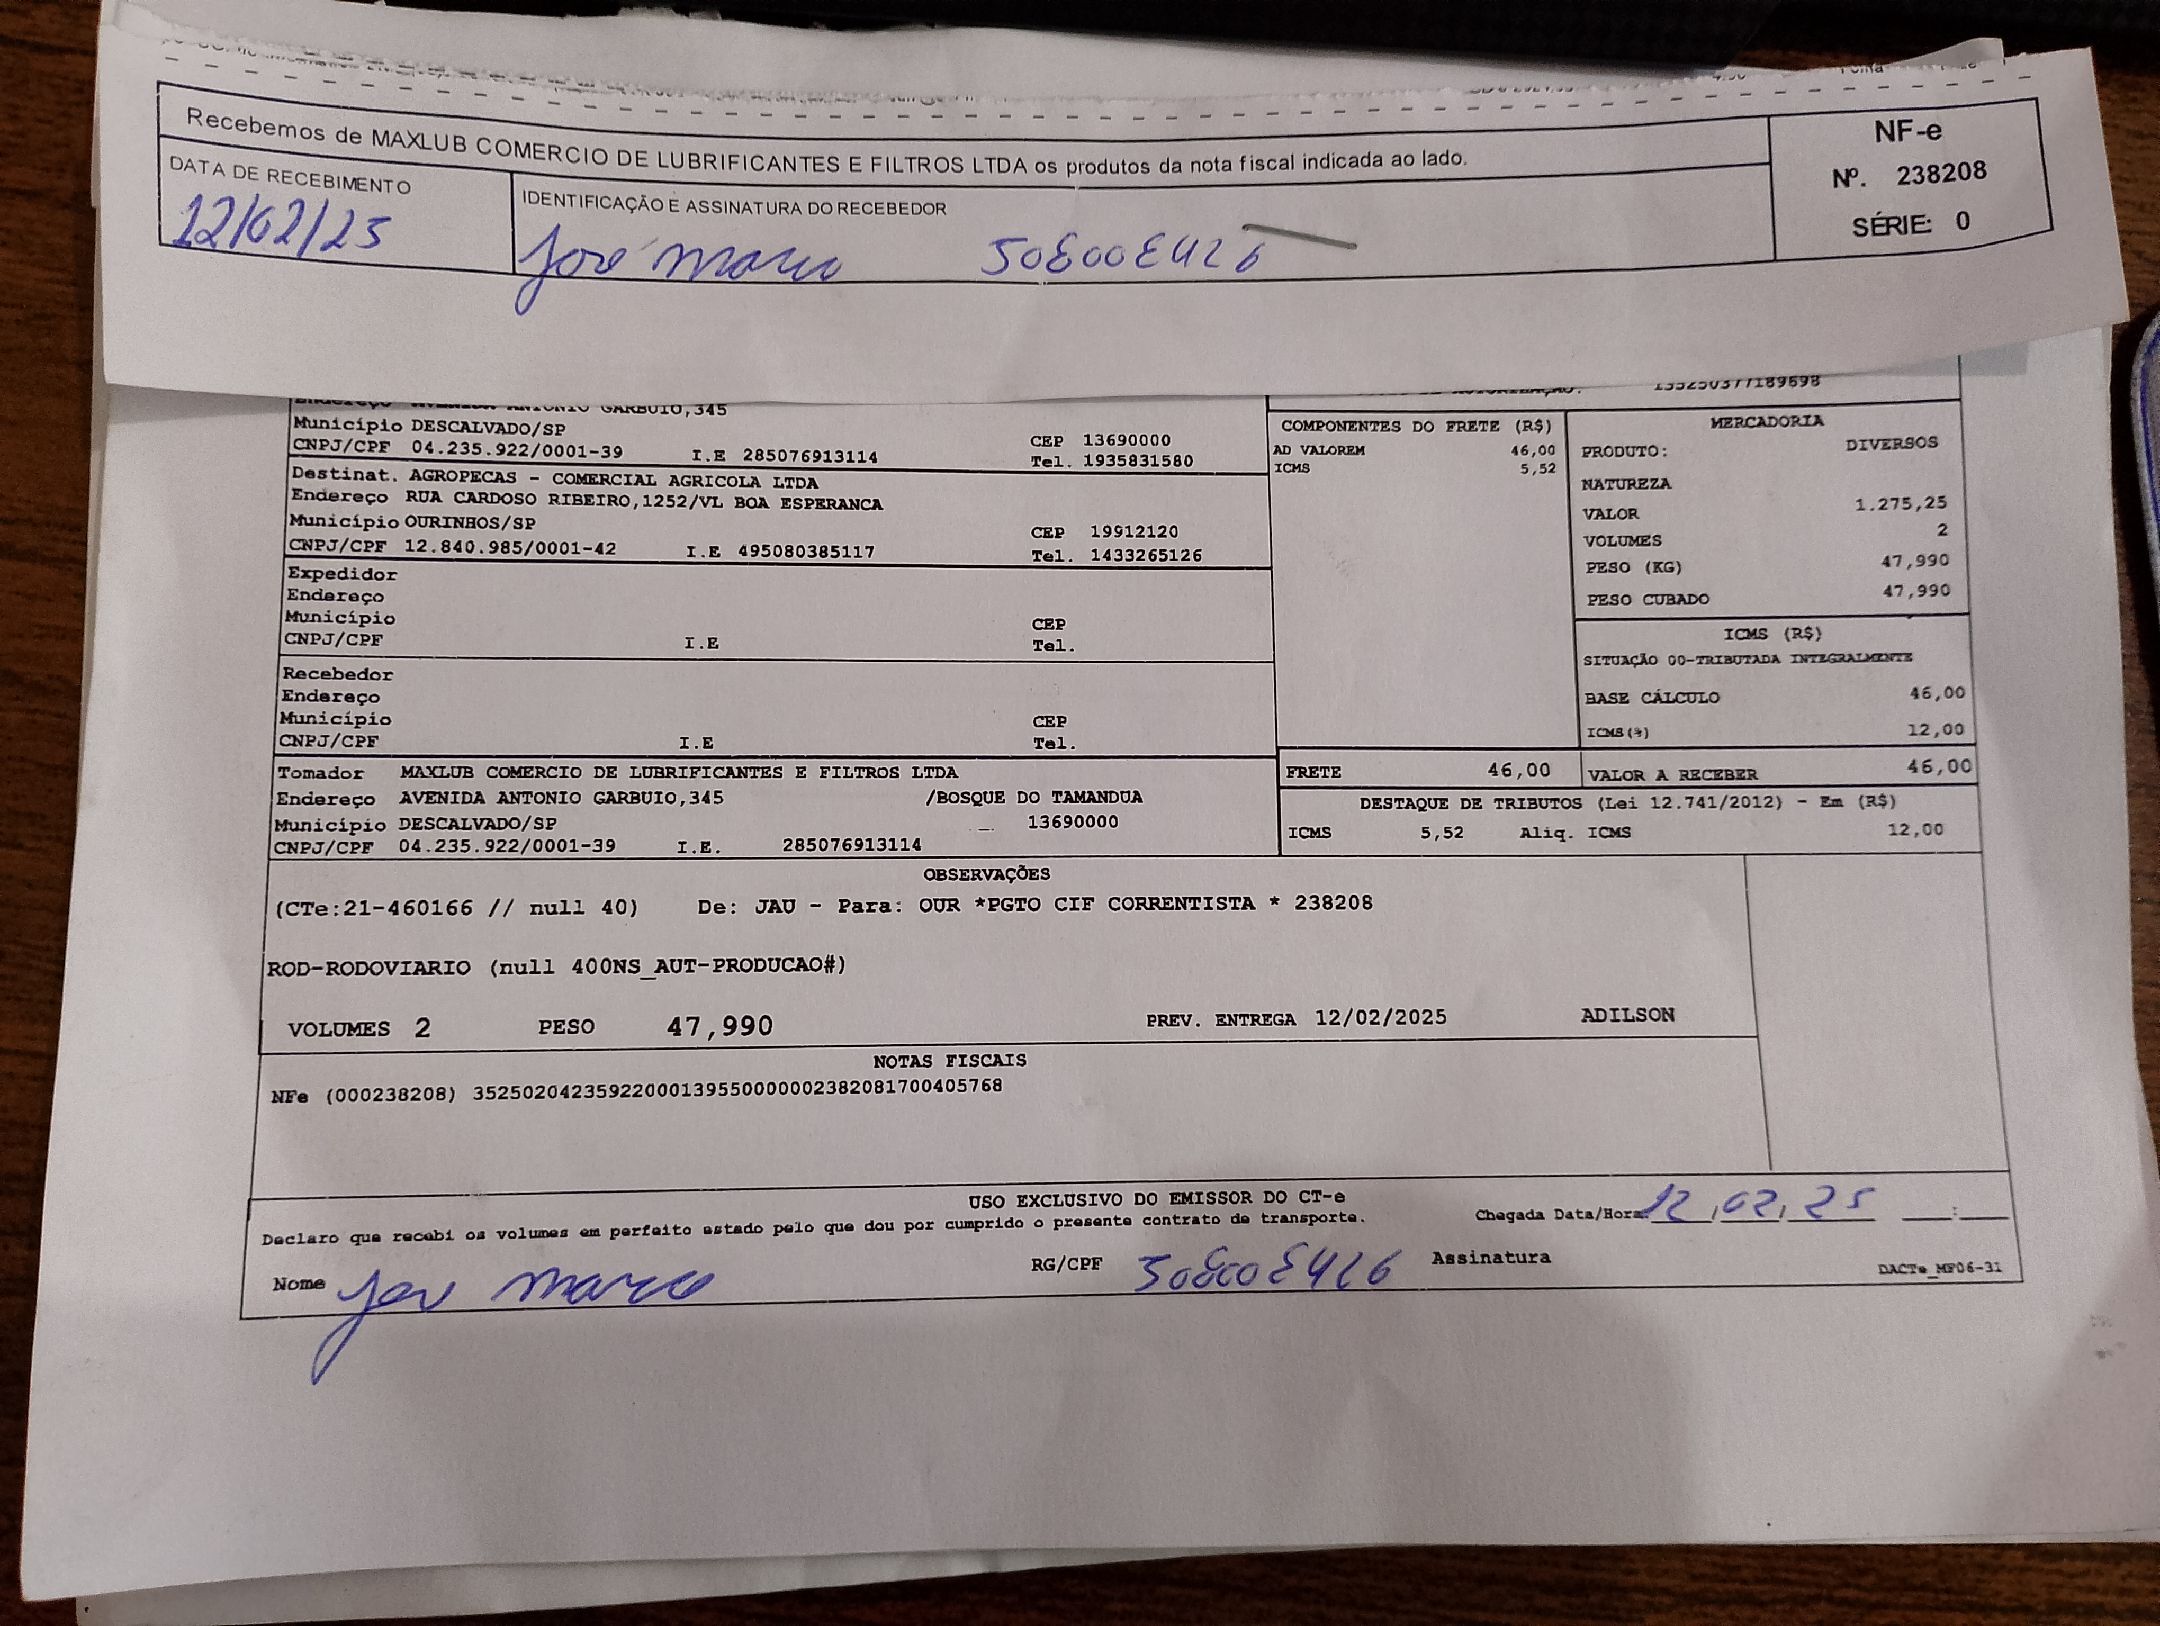 Recebemos de MAXLUB COMERCIO DE LUBRIFICANTES E FILTROS LTDA os produtos da nota fiscal indicada ao lado.
NF-e
Nº. 238208
SÉRIE: 0
DATA DE RECEBIMENTO
12/02/25
IDENTIFICAÇÃO E ASSINATURA DO RECEBEDOR
José Marco
Endereço AVENIDA ANTONIO GARBUIO,345
Município DESCALVADO/SP CEP 13690000
CNPJ/CPF 04.235.922/0001-39 I.E 285076913114 Tel. 1935831580
Destinat. AGROPECAS - COMERCIAL AGRICOLA LTDA
Endereço RUA CARDOSO RIBEIRO,1252/VL BOA ESPERANCA
Município OURINHOS/SP CEP 19912120
CNPJ/CPF 12.840.985/0001-42 I.E 495080385117 Tel. 1433265126
Expedidor
Endereço
Município CEP
CNPJ/CPF I.E Tel.
Recebedor
Endereço
Município CEP
CNPJ/CPF I.E Tel.
Tomador MAXLUB COMERCIO DE LUBRIFICANTES E FILTROS LTDA
Endereço AVENIDA ANTONIO GARBUIO,345 /BOSQUE DO TAMANDUA
Município DESCALVADO/SP 13690000
CNPJ/CPF 04.235.922/0001-39 I.E. 285076913114
135250377189698
COMPONENTES DO FRETE (R$)
AD VALOREM 46,00
ICMS 5,52
MERCADORIA
PRODUTO: DIVERSOS
NATUREZA
VALOR 1.275,25
VOLUMES 2
PESO (KG) 47,990
PESO CUBADO 47,990
ICMS (R$)
SITUAÇÃO 00-TRIBUTADA INTEGRALMENTE
BASE CÁLCULO 46,00
ICMS(%) 12,00
FRETE 46,00 VALOR A RECEBER 46,00
DESTAQUE DE TRIBUTOS (Lei 12.741/2012) - Em (R$)
ICMS 5,52 Aliq. ICMS 12,00
OBSERVAÇÕES
(CTe:21-460166 // null 40) De: JAU - Para: OUR *PGTO CIF CORRENTISTA * 238208
ROD-RODOVIARIO (null 400NS_AUT-PRODUCAO#)
VOLUMES 2 PESO 47,990 PREV. ENTREGA 12/02/2025 ADILSON
NOTAS FISCAIS
NFe (000238208) 35250204235922000139550000002382081700405768
USO EXCLUSIVO DO EMISSOR DO CT-e
Declaro que recebi os volumes em perfeito estado pelo que dou por cumprido o presente contrato de transporte.
Chegada Data/Hora 12/02/25 :
Nome José Marco RG/CPF Assinatura
DACTe_MF06-31